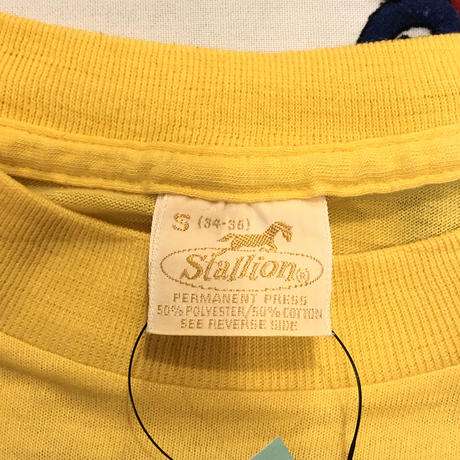 S (34-36)
Stallion®
PERMANENT PRESS
50% POLYESTER/50% COTTON
SEE REVERSE SIDE